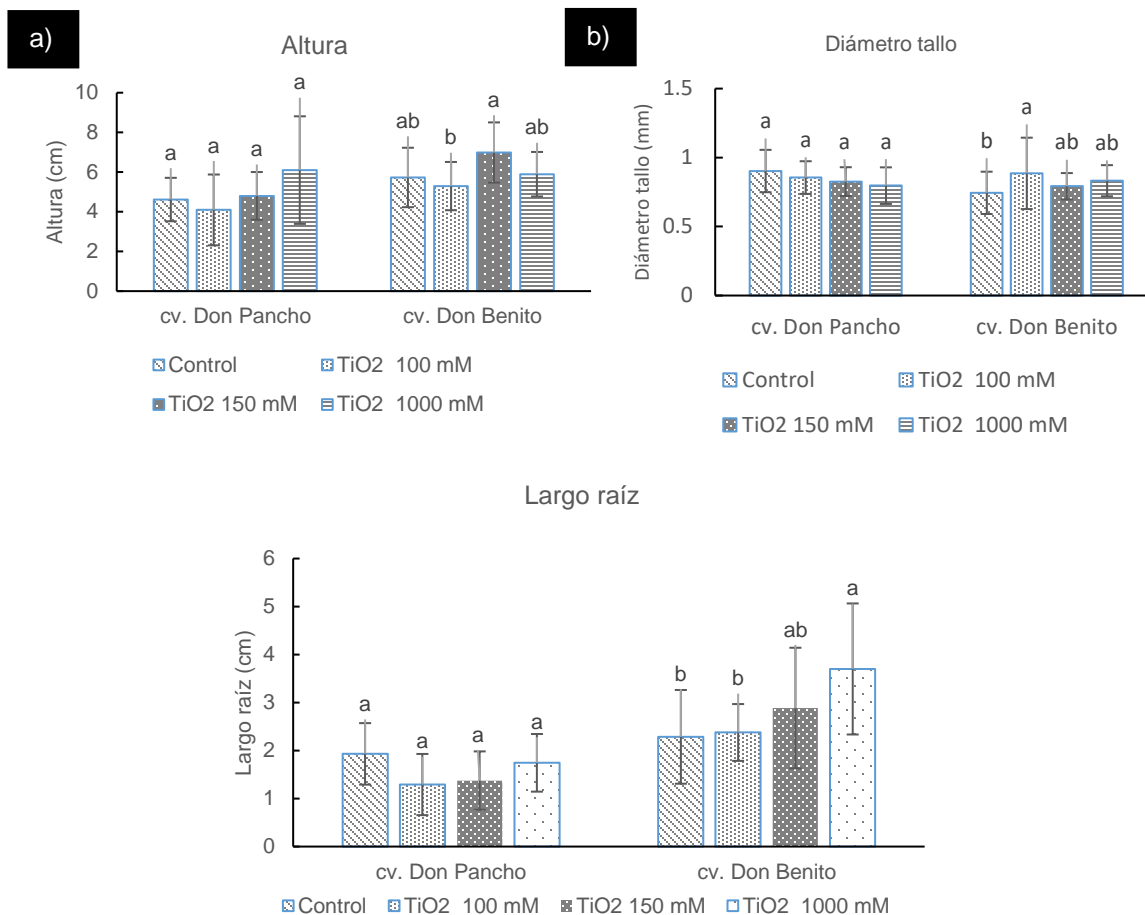 a)
Altura
Altura (cm)
10
8
6
4
2
0
a
a
a
a
ab
b
a
ab
cv. Don Pancho
cv. Don Benito
Control
TiO2 100 mM
TiO2 150 mM
TiO2 1000 mM
b)
Diámetro tallo
Diámetro tallo (mm)
1.5
1
0.5
0
a
a
a
a
b
a
ab
ab
cv. Don Pancho
cv. Don Benito
Control
TiO2 100 mM
TiO2 150 mM
TiO2 1000 mM
Largo raíz
Largo raíz (cm)
6
5
4
3
2
1
0
a
a
a
a
b
b
ab
a
cv. Don Pancho
cv. Don Benito
Control
TiO2 100 mM
TiO2 150 mM
TiO2 1000 mM